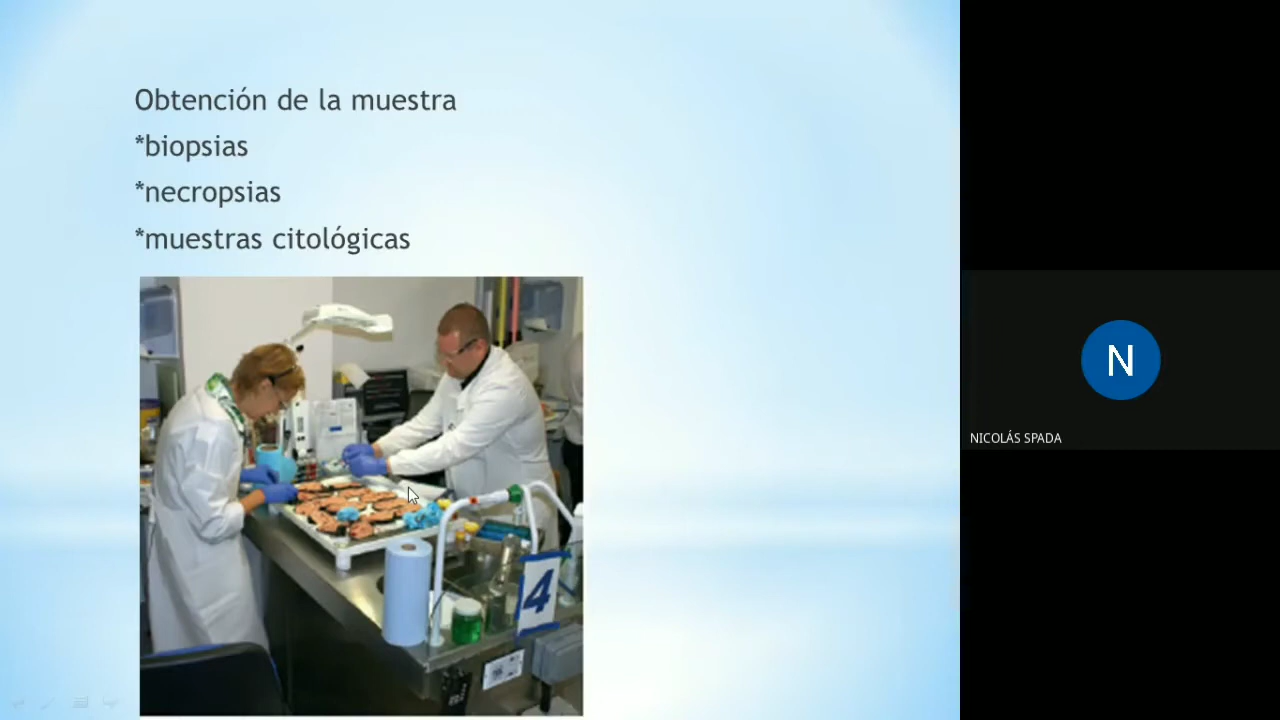 Obtención de la muestra
*biopsias
*necropsias
*muestras citológicas
4
N
NICOLÁS SPADA